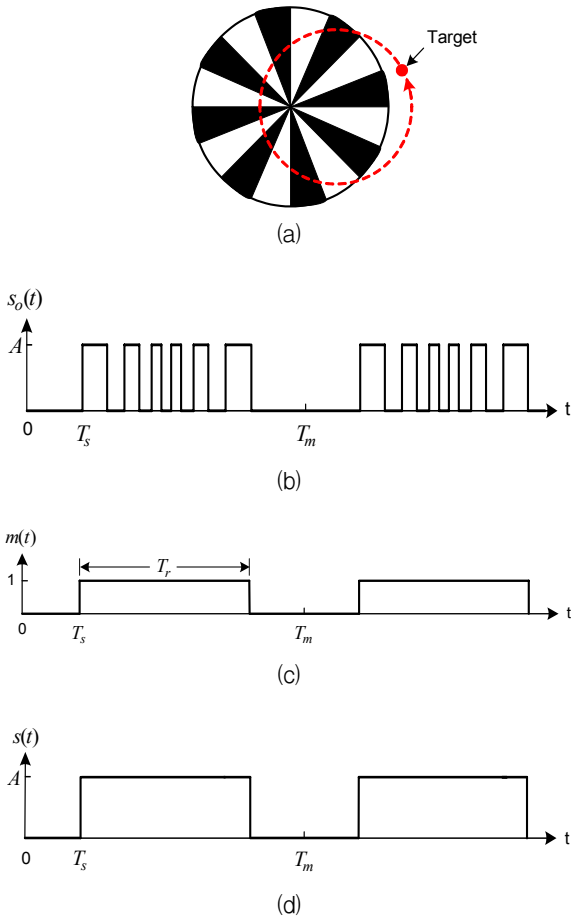 Target
(a)
s_o(t)
A
0
T_s
T_m
t
(b)
m(t)
1
T_r
0
T_s
T_m
t
(c)
s(t)
A
0
T_s
T_m
t
(d)